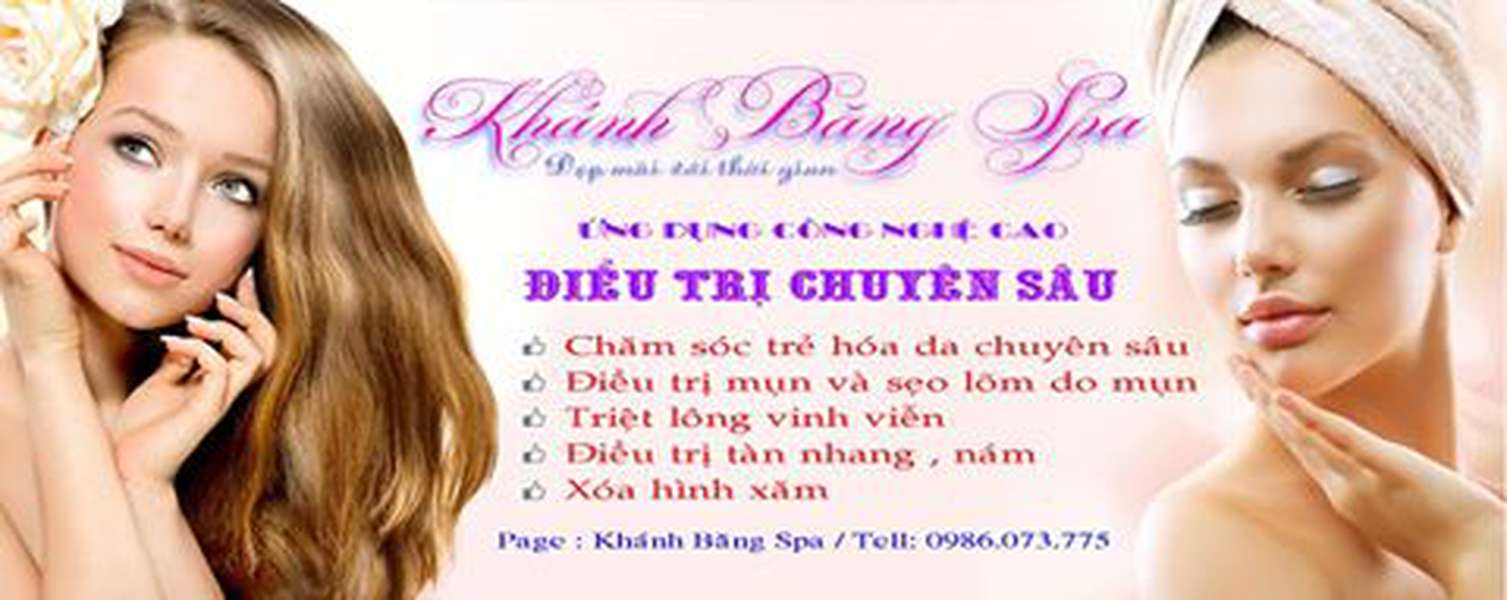 Khánh Băng Spa
Đẹp mãi với thời gian
ỨNG DỤNG CÔNG NGHỆ CAO
ĐIỀU TRỊ CHUYÊN SÂU
Chăm sóc trẻ hóa da chuyên sâu
Điều trị mụn và sẹo lõm do mụn
Triệt lông vinh viễn
Điều trị tàn nhang , nám
Xóa hình xăm
Page : Khánh Băng Spa / Tell: 0986.073.775